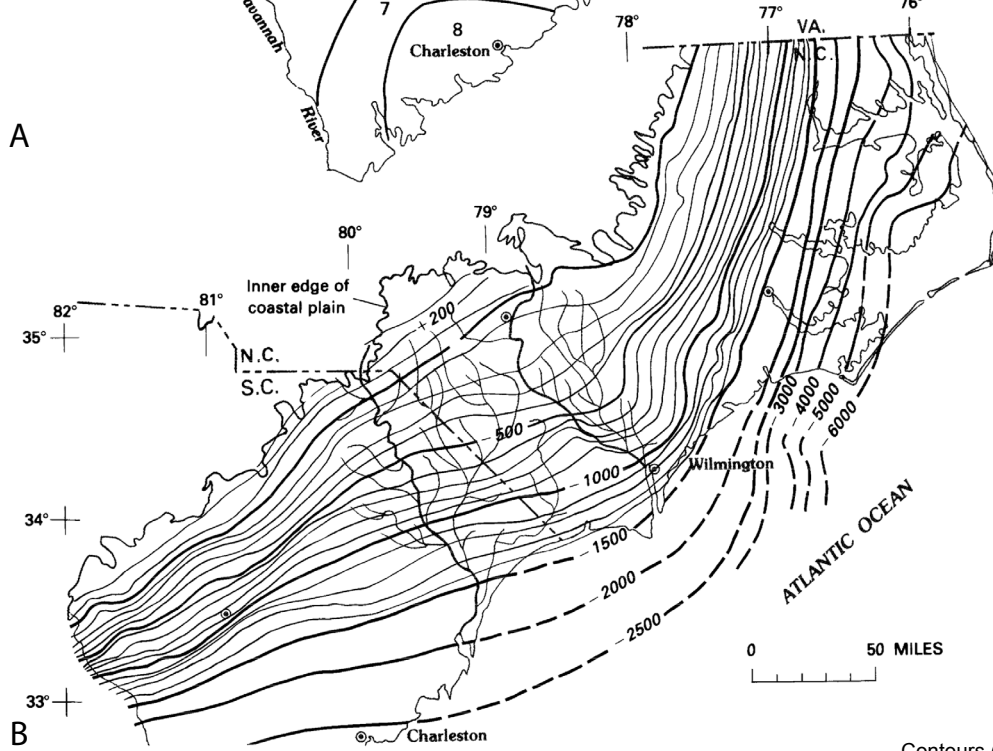 avannah
River
7
8
Charleston
A
78°
77°
76°
VA.
N.C.
79°
80°
Inner edge of
coastal plain
82°
81°
+ 200
35°
N.C.
S.C.
- 500
3000
- 4000
- 5000
- 6000
- 1000
Wilmington
34°
- 1500
ATLANTIC OCEAN
- 2000
- 2500
0 50 MILES
33°
B
Charleston